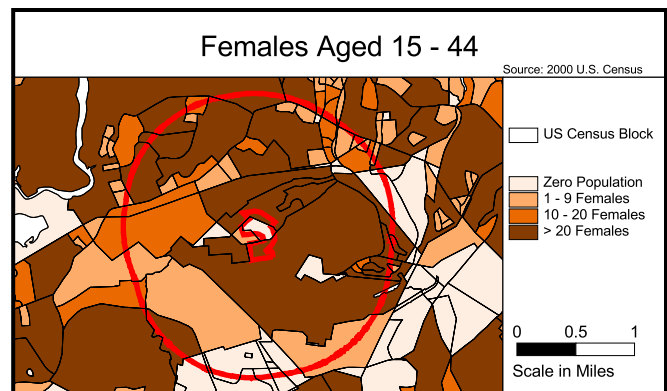 Females Aged 15 - 44
Source: 2000 U.S. Census
US Census Block
Zero Population
1 - 9 Females
10 - 20 Females
> 20 Females
0 0.5 1
Scale in Miles